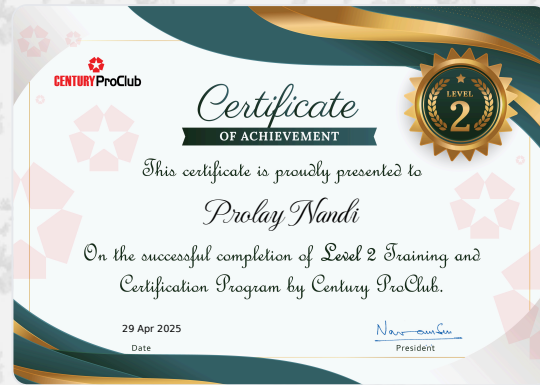 CENTURY ProClub
Certificate
OF ACHIEVEMENT
LEVEL
2
This certificate is proudly presented to
Prolay Nandi
On the successful completion of Level 2 Training and
Certification Program by Century ProClub.
29 Apr 2025
Date
President